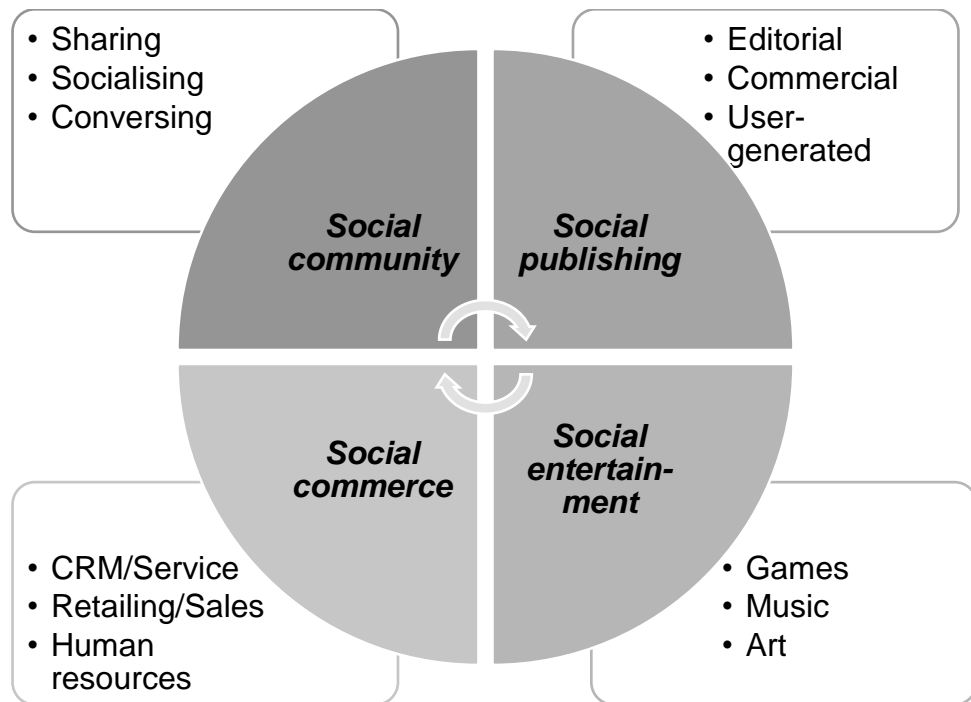 • Sharing
• Socialising
• Conversing
• Editorial
• Commercial
• User-
generated
Social
community
Social
publishing
Social
commerce
Social
entertain-
ment
• CRM/Service
• Retailing/Sales
• Human
resources
• Games
• Music
• Art